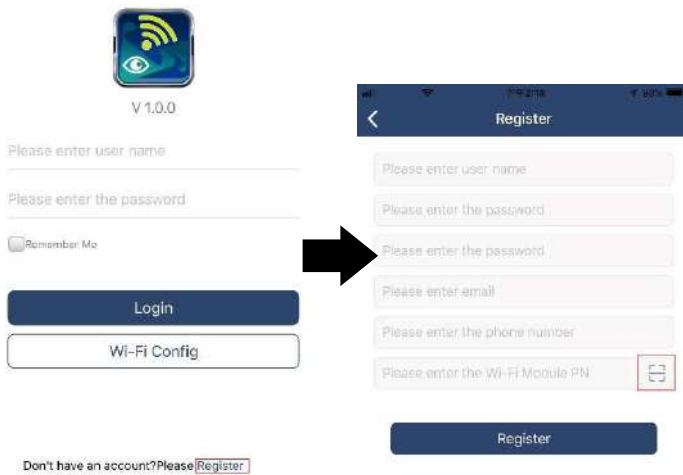 V 1.0.0
Please enter user name
Please enter the password
Remember Me
Login
Wi-Fi Config
Don't have an account?Please Register
Register
Please enter user name
Please enter the password
Please enter the password
Please enter email
Please enter the phone number
Please enter the Wi-Fi Module PN
Register